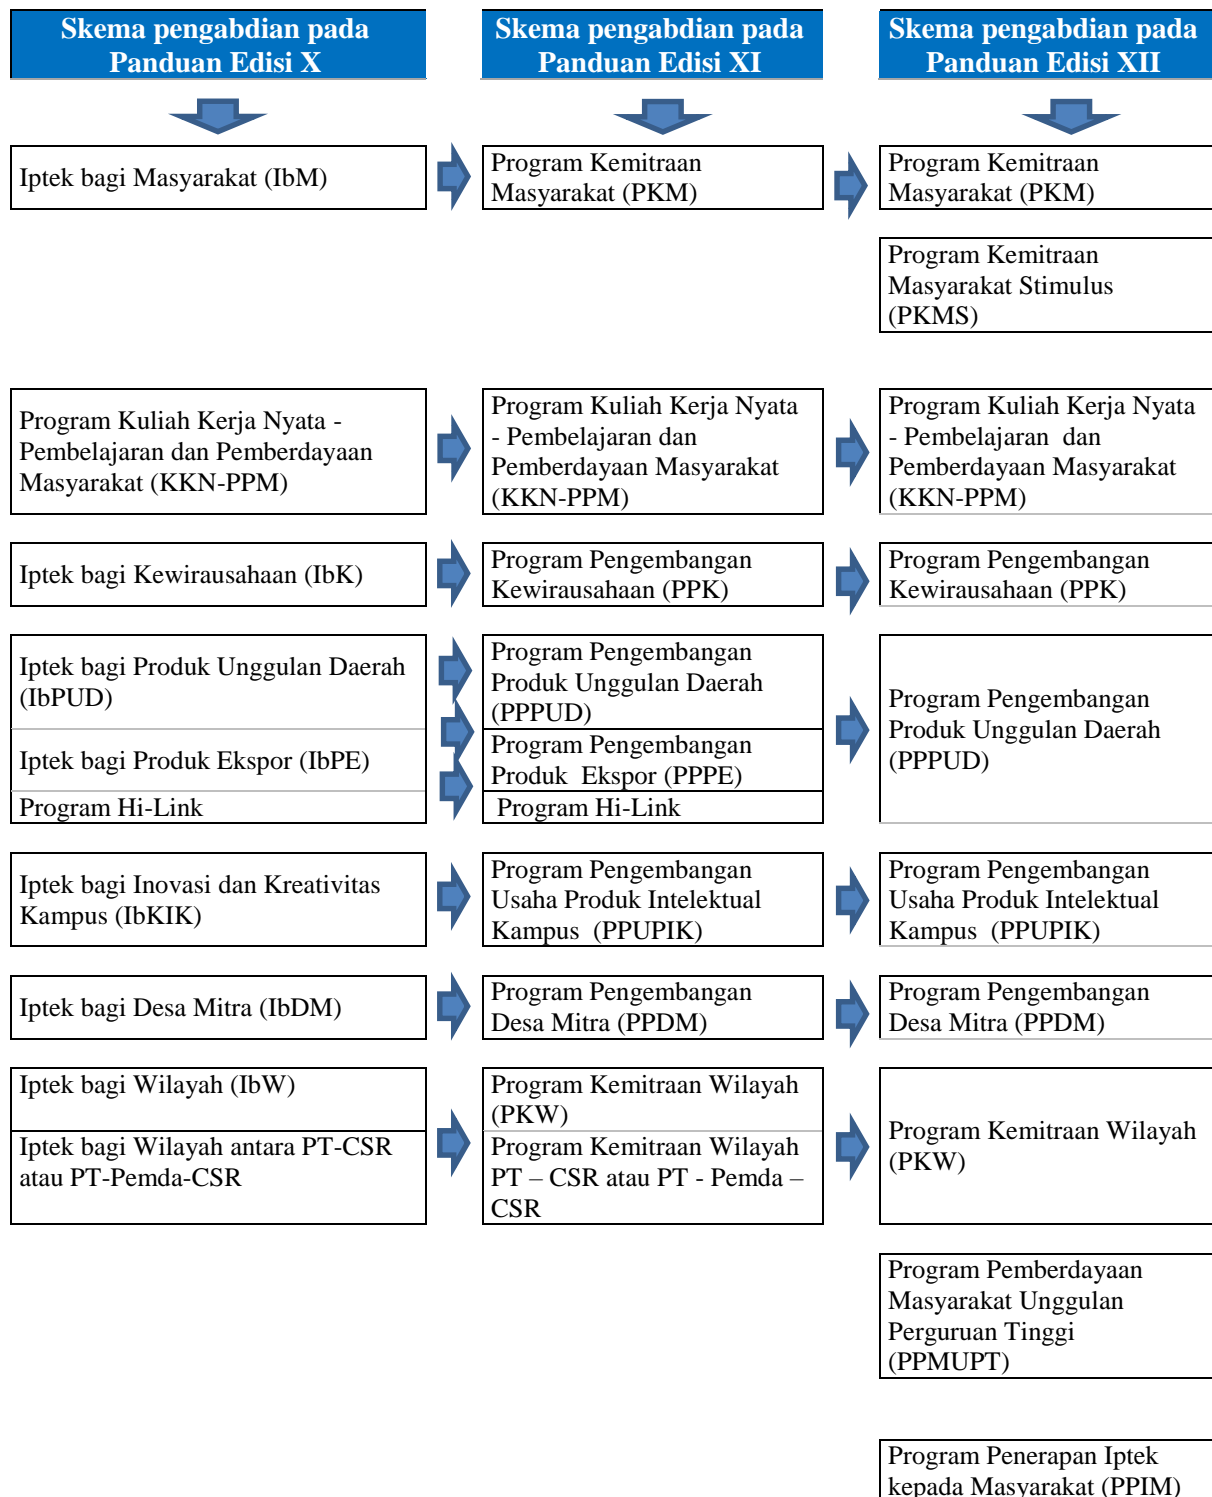 Skema pengabdian pada
Panduan Edisi X
Skema pengabdian pada
Panduan Edisi XI
Skema pengabdian pada
Panduan Edisi XII
Iptek bagi Masyarakat (IbM)
Program Kemitraan
Masyarakat (PKM)
Program Kemitraan
Masyarakat (PKM)
Program Kemitraan
Masyarakat Stimulus
(PKMS)
Program Kuliah Kerja Nyata -
Pembelajaran dan Pemberdayaan
Masyarakat (KKN-PPM)
Program Kuliah Kerja Nyata
- Pembelajaran dan
Pemberdayaan Masyarakat
(KKN-PPM)
Program Kuliah Kerja Nyata
- Pembelajaran dan
Pemberdayaan Masyarakat
(KKN-PPM)
Iptek bagi Kewirausahaan (IbK)
Program Pengembangan
Kewirausahaan (PPK)
Program Pengembangan
Kewirausahaan (PPK)
Iptek bagi Produk Unggulan Daerah
(IbPUD)
Iptek bagi Produk Ekspor (IbPE)
Program Hi-Link
Program Pengembangan
Produk Unggulan Daerah
(PPPUD)
Program Pengembangan
Produk Ekspor (PPPE)
Program Hi-Link
Program Pengembangan
Produk Unggulan Daerah
(PPPUD)
Iptek bagi Inovasi dan Kreativitas
Kampus (IbKIK)
Program Pengembangan
Usaha Produk Intelektual
Kampus (PPUPIK)
Program Pengembangan
Usaha Produk Intelektual
Kampus (PPUPIK)
Iptek bagi Desa Mitra (IbDM)
Program Pengembangan
Desa Mitra (PPDM)
Program Pengembangan
Desa Mitra (PPDM)
Iptek bagi Wilayah (IbW)
Iptek bagi Wilayah antara PT-CSR
atau PT-Pemda-CSR
Program Kemitraan Wilayah
(PKW)
Program Kemitraan Wilayah
PT – CSR atau PT - Pemda –
CSR
Program Kemitraan Wilayah
(PKW)
Program Pemberdayaan
Masyarakat Unggulan
Perguruan Tinggi
(PPMUPT)
Program Penerapan Iptek
kepada Masyarakat (PPIM)